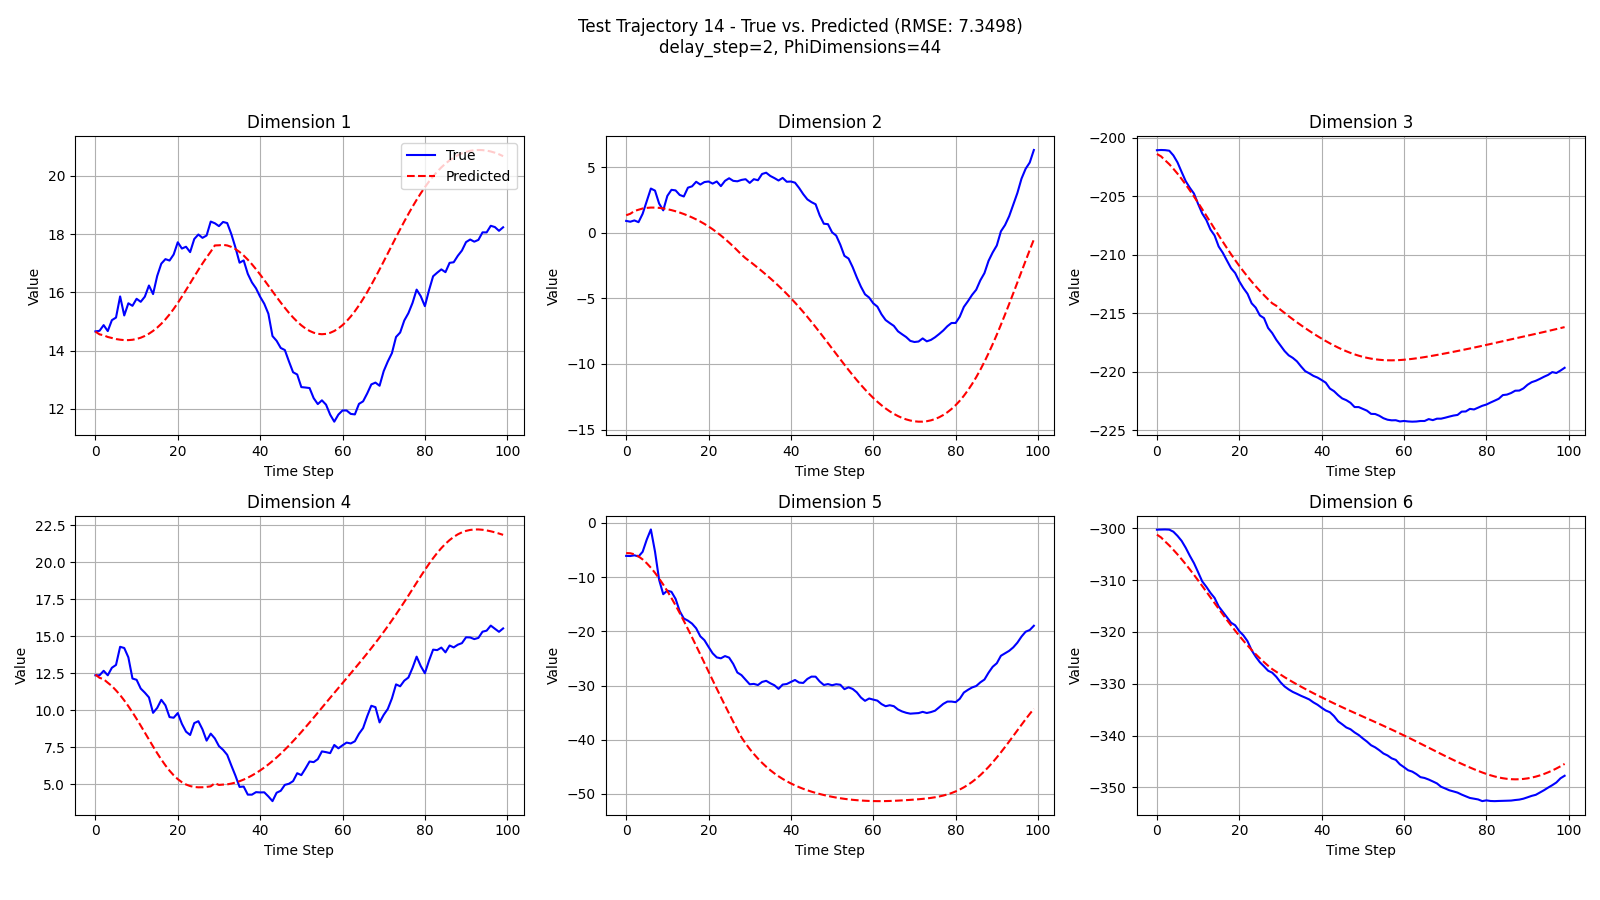 Test Trajectory 14 - True vs. Predicted (RMSE: 7.3498)
delay_step=2, PhiDimensions=44
Dimension 1
True
Predicted
20
18
16
14
12
Value
0 20 40 60 80 100
Time Step
Dimension 2
5
0
−5
−10
−15
Value
0 20 40 60 80 100
Time Step
Dimension 3
−200
−205
−210
−215
−220
−225
Value
0 20 40 60 80 100
Time Step
Dimension 4
22.5
20.0
17.5
15.0
12.5
10.0
7.5
5.0
Value
0 20 40 60 80 100
Time Step
Dimension 5
0
−10
−20
−30
−40
−50
Value
0 20 40 60 80 100
Time Step
Dimension 6
−300
−310
−320
−330
−340
−350
Value
0 20 40 60 80 100
Time Step